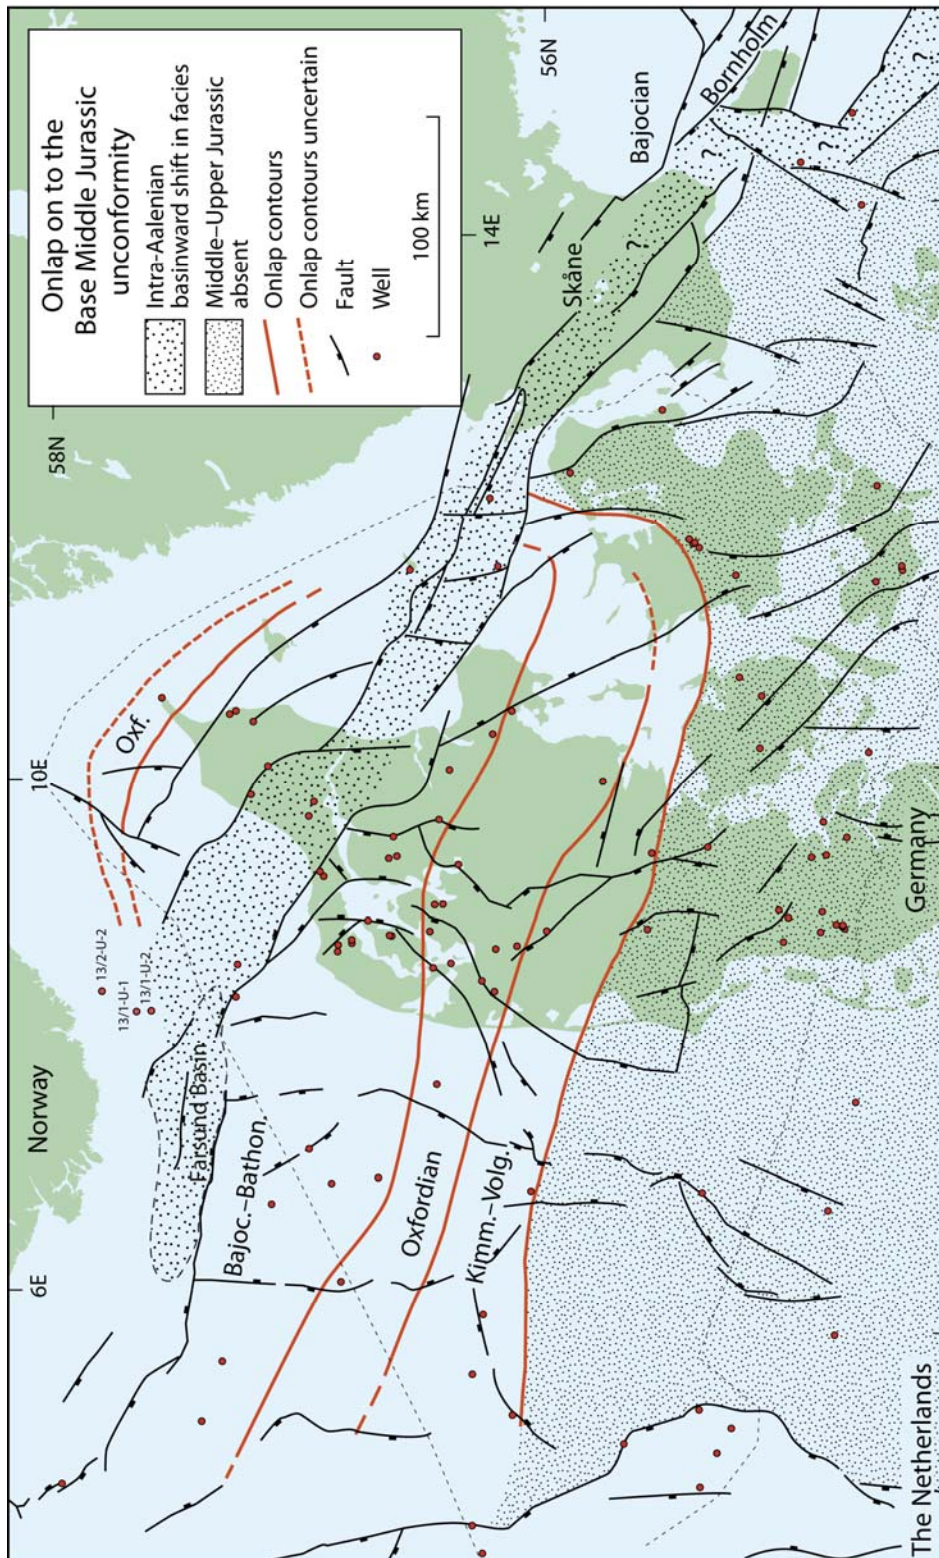 Onlap on to the
Base Middle Jurassic
unconformity
Intra-Aalenian
basinward shift in facies
Middle–Upper Jurassic
absent
Onlap contours
Onlap contours uncertain
Fault
Well
100 km
6E
10E
58N
14E
56N
Norway
13/2-U-2
13/1-U-1
13/1-U-2
Oxf.
Farsund Basin
Bajoc.–Bathon.
Oxfordian
Kimm.–Volg.
Skåne
Bajocian
Bornholm
?
?
?
?
The Netherlands
Germany